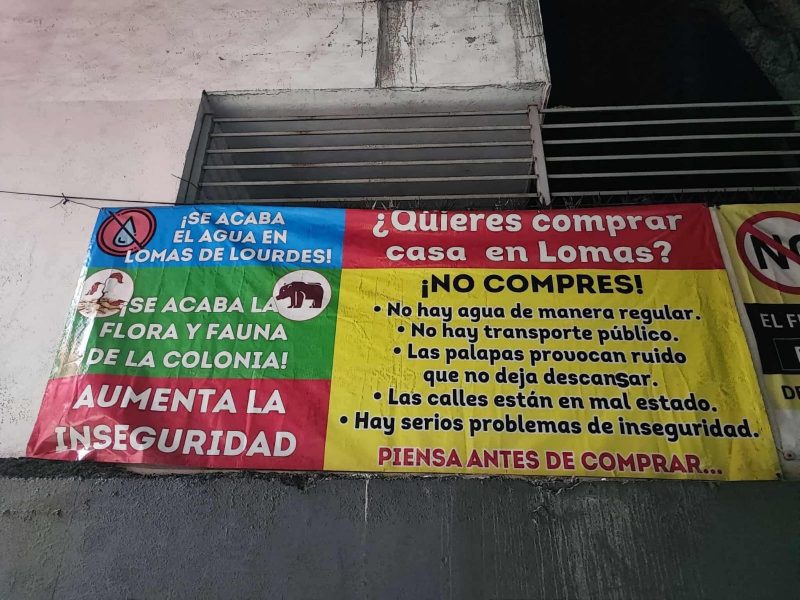 ¡SE ACABA
EL AGUA EN
LOMAS DE LOURDES!
¡SE ACABA LA
FLORA Y FAUNA
DE LA COLONIA!
AUMENTA LA
INSEGURIDAD
¿QUIERES COMPRAR
CASA EN LOMAS?
¡NO COMPRES!
• No hay agua de manera regular.
• No hay transporte público.
• Las palapas provocan ruido
que no deja descansar.
• Las calles están en mal estado.
• Hay serios problemas de inseguridad.
PIENSA ANTES DE COMPRAR...
NO
EL